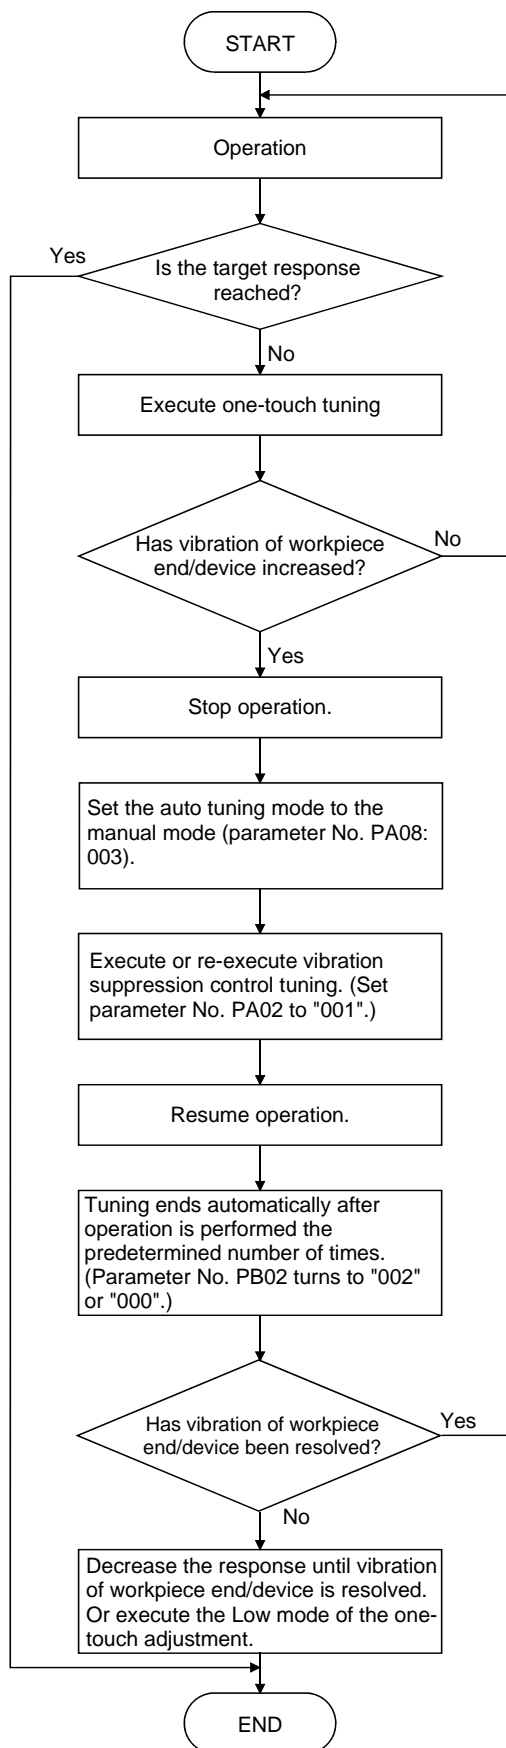 START
Operation
Yes
Is the target response
reached?
No
Execute one-touch tuning
Has vibration of workpiece
end/device increased?
No
Yes
Stop operation.
Set the auto tuning mode to the
manual mode (parameter No. PA08:
003).
Execute or re-execute vibration
suppression control tuning. (Set
parameter No. PA02 to "001".)
Resume operation.
Tuning ends automatically after
operation is performed the
predetermined number of times.
(Parameter No. PB02 turns to "002"
or "000".)
Has vibration of workpiece
end/device been resolved?
Yes
No
Decrease the response until vibration
of workpiece end/device is resolved.
Or execute the Low mode of the one-
touch adjustment.
END